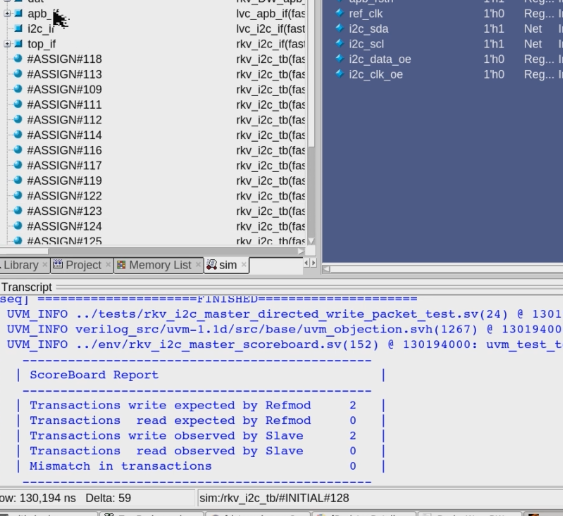 apb_if lvc_apb_if(fast
i2c_if lvc_i2c_if(fast
top_if rkv_i2c_if(fast
#ASSIGN#118 rkv_i2c_tb(fas
#ASSIGN#113 rkv_i2c_tb(fas
#ASSIGN#109 rkv_i2c_tb(fas
#ASSIGN#111 rkv_i2c_tb(fas
#ASSIGN#112 rkv_i2c_tb(fas
#ASSIGN#114 rkv_i2c_tb(fas
#ASSIGN#116 rkv_i2c_tb(fas
#ASSIGN#117 rkv_i2c_tb(fas
#ASSIGN#119 rkv_i2c_tb(fas
#ASSIGN#122 rkv_i2c_tb(fas
#ASSIGN#123 rkv_i2c_tb(fas
#ASSIGN#124 rkv_i2c_tb(fas
#ASSIGN#125 rkv_i2c_tb(fas
ref_clk 1'h0 Reg...
i2c_sda 1'h1 Net
i2c_scl 1'h1 Net
i2c_data_oe 1'h0 Reg...
i2c_clk_oe 1'h0 Reg...
Library Project Memory List sim
Transcript
seq] =====================FINISHED=====================
UVM_INFO ../tests/rkv_i2c_master_directed_write_packet_test.sv(24) @ 1301
UVM_INFO verilog_src/uvm-1.1d/src/base/uvm_objection.svh(1267) @ 13019400
UVM_INFO ../env/rkv_i2c_master_scoreboard.sv(152) @ 130194000: uvm_test_t
----------------------------------------------
| ScoreBoard Report |
----------------------------------------------
| Transactions write expected by Refmod 2 |
| Transactions read expected by Refmod 0 |
| Transactions write observed by Slave 2 |
| Transactions read observed by Slave 0 |
| Mismatch in transactions 0 |
----------------------------------------------
ow: 130,194 ns Delta: 59 sim:/rkv_i2c_tb/#INITIAL#128